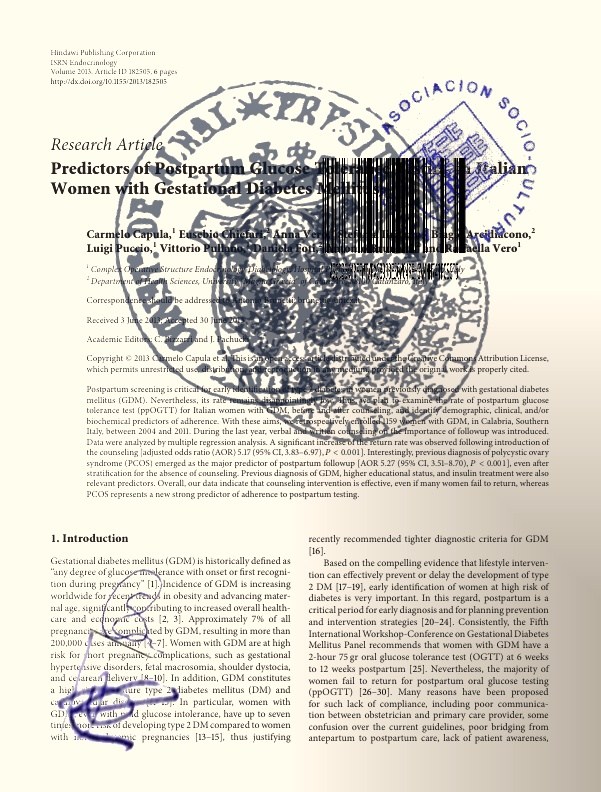 Hindawi Publishing Corporation
ISRN Endocrinology
Volume 2013, Article ID 182505, 6 pages
http://dx.doi.org/10.1155/2013/182505
ASOCIACION SOCIO-CULTURAL
Research Article
Predictors of Postpartum Glucose Italian
Women with Gestational Diabetes Mellitus
Carmelo Capula,1 Eusebio Chiefari,2 Anna Arcidiacono,2
Luigi Puccio,1 Vittorio Daniela and Raffaella Vero1
1 Complex Operative Structure Endocrinology-Diabetology, Hospital
2 Department of Health Sciences, University
Correspondence should be addressed to Antonio Brunetti;
Received 3 June 2013; Accepted 30 June 2013
Academic Editors: C. Bizzarri and J. Pachucki
Copyright © 2013 Carmelo Capula et al. This is an open access article distributed under the Creative Commons Attribution License,
which permits unrestricted use, distribution, and reproduction in any medium, provided the original work is properly cited.
Postpartum screening is critical for early identification of type 2 diabetes in women previously diagnosed with gestational diabetes
mellitus (GDM). Nevertheless, its rate remains disappointingly low. Thus, we plan to examine the rate of postpartum glucose
tolerance test (ppOGTT) for Italian women with GDM, before and after counseling, and identify demographic, clinical, and/or
biochemical predictors of adherence. With these aims, we retrospectively enrolled 1159 women with GDM, in Calabria, Southern
Italy, between 2004 and 2011. During the last year, verbal and written counseling on the importance of followup was introduced.
Data were analyzed by multiple regression analysis. A significant increase of the return rate was observed following introduction of
the counseling [adjusted odds ratio (AOR) 5.17 (95% CI, 3.83–6.97), P < 0.001]. Interestingly, previous diagnosis of polycystic ovary
syndrome (PCOS) emerged as the major predictor of postpartum followup [AOR 5.27 (95% CI, 3.51–8.70), P < 0.001], even after
stratification for the absence of counseling. Previous diagnosis of GDM, higher educational status, and insulin treatment were also
relevant predictors. Overall, our data indicate that counseling intervention is effective, even if many women fail to return, whereas
PCOS represents a new strong predictor of adherence to postpartum testing.
1. Introduction
Gestational diabetes mellitus (GDM) is historically defined as
“any degree of glucose intolerance with onset or first recogni-
tion during pregnancy” [1]. Incidence of GDM is increasing
worldwide for recent trends in obesity and advancing mater-
nal age, significantly contributing to increased overall health-
care and economic costs [2, 3]. Approximately 7% of all
pregnancies are complicated by GDM, resulting in more than
200,000 cases annually [4–7]. Women with GDM are at high
risk for short pregnancy complications, such as gestational
hypertensive disorders, fetal macrosomia, shoulder dystocia,
and cesarean delivery [8–10]. In addition, GDM constitutes
a high future type 2 diabetes mellitus (DM) and
In particular, women with
GDM, even with mild glucose intolerance, have up to seven
times more risk of developing type 2 DM compared to women
with pregnancies [13–15], thus justifying
recently recommended tighter diagnostic criteria for GDM
[16].
Based on the compelling evidence that lifestyle interven-
tion can effectively prevent or delay the development of type
2 DM [17–19], early identification of women at high risk of
diabetes is very important. In this regard, postpartum is a
critical period for early diagnosis and for planning prevention
and intervention strategies [20–24]. Consistently, the Fifth
International Workshop-Conference on Gestational Diabetes
Mellitus Panel recommends that women with GDM have a
2-hour 75 gr oral glucose tolerance test (OGTT) at 6 weeks
to 12 weeks postpartum [25]. Nevertheless, the majority of
women fail to return for postpartum oral glucose testing
(ppOGTT) [26–30]. Many reasons have been proposed
for such lack of compliance, including poor communica-
tion between obstetrician and primary care provider, some
confusion over the current guidelines, poor bridging from
antepartum to postpartum care, lack of patient awareness,